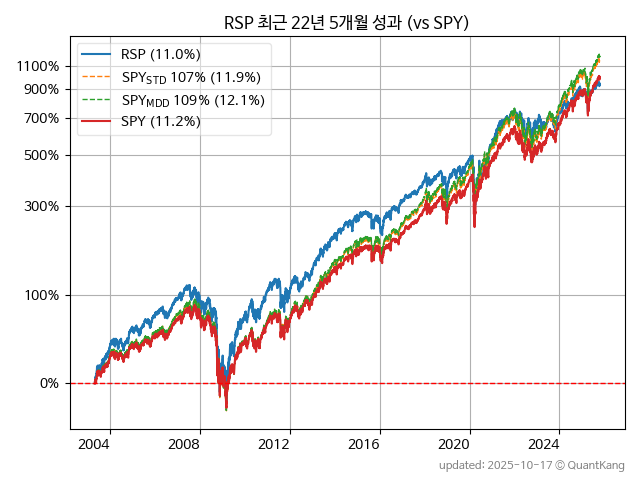 RSP 최근 22년 5개월 성과 (vs SPY)
RSP (11.0%)
SPY_STD 107% (11.9%)
SPY_MDD 109% (12.1%)
SPY (11.2%)
1100%
900%
700%
500%
300%
100%
0%
2004 2008 2012 2016 2020 2024
updated: 2025-10-17 ⓒ QuantKang